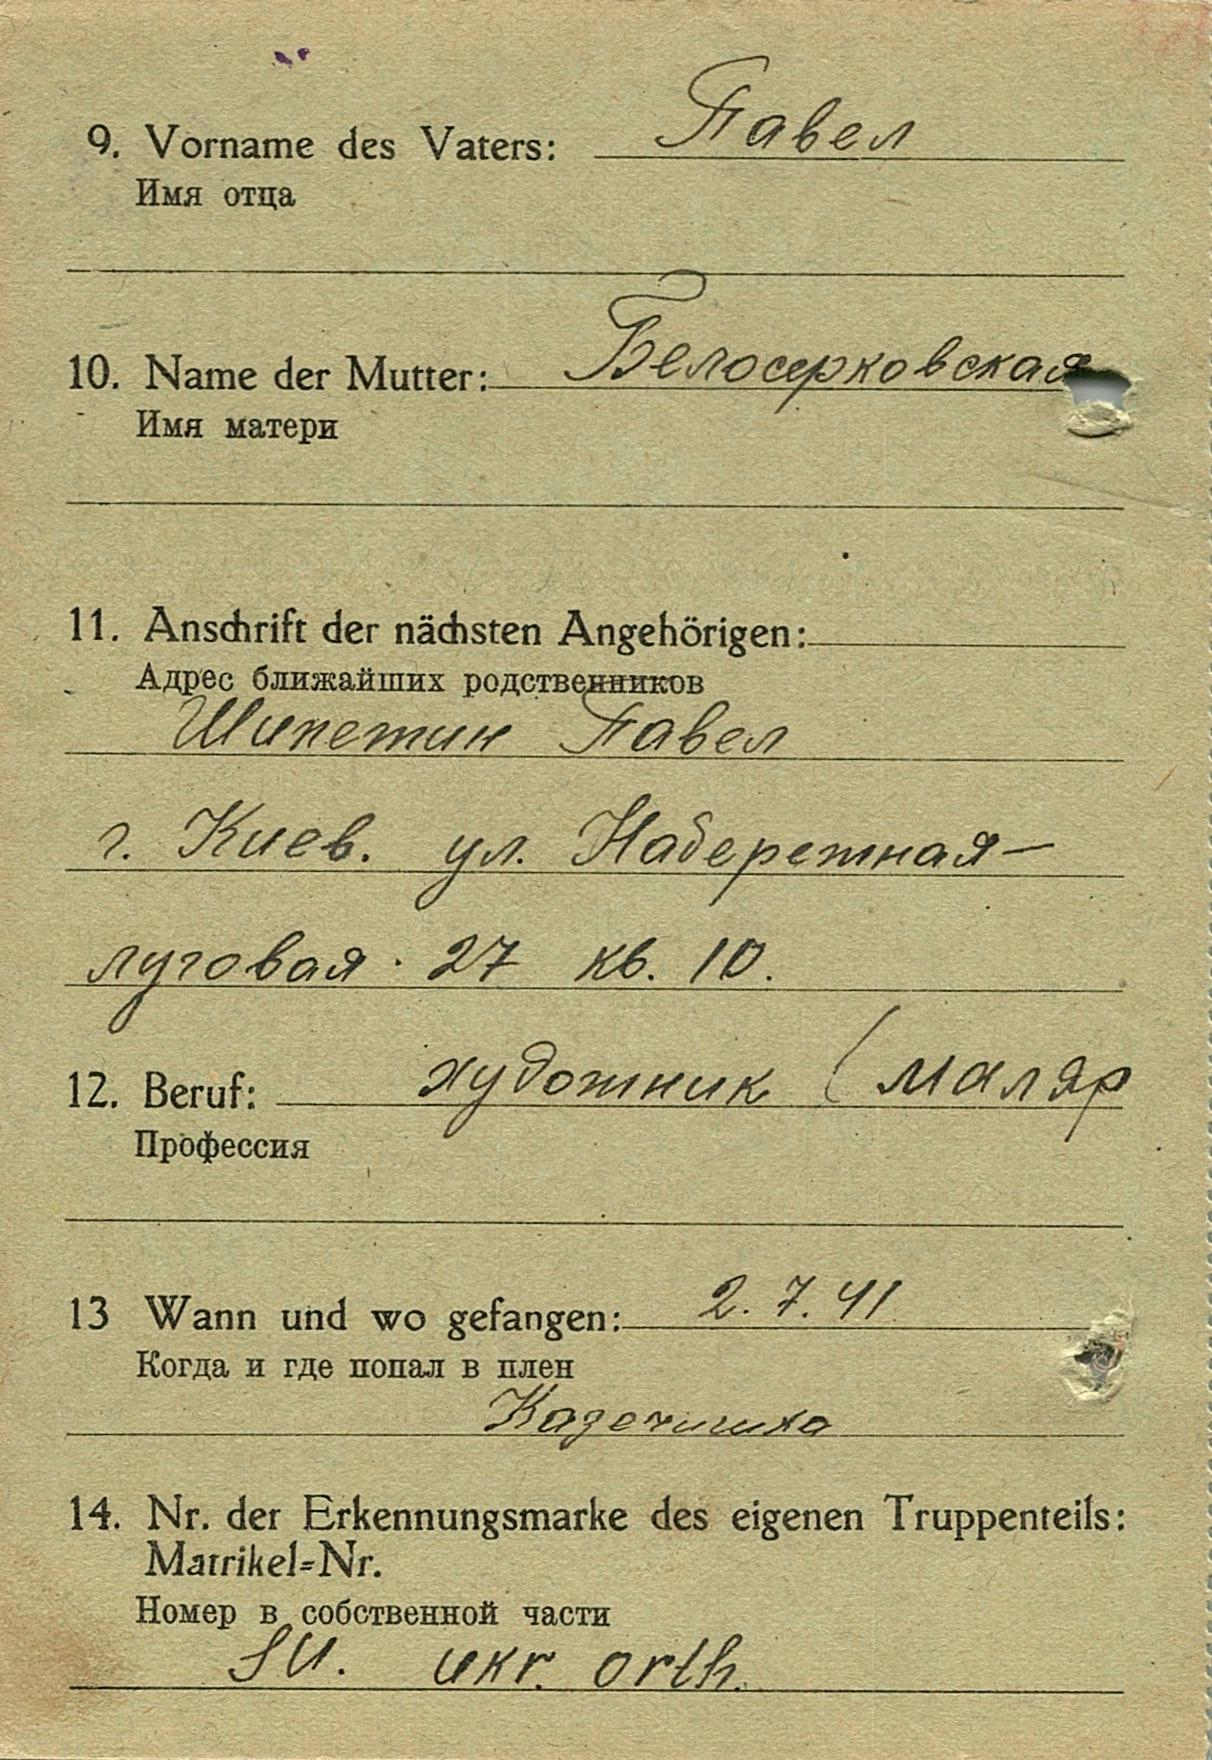 9. Vorname des Vaters: Павел
Имя отца
10. Name der Mutter: Белосерковская
Имя матери
11. Anschrift der nächsten Angehörigen:
Адрес ближайших родственников
Шипетин Павел
г. Киев. ул. Набережная—
луговая. 27 кв. 10.
12. Beruf: художник (маляр
Профессия
13 Wann und wo gefangen: 2.7.41
Когда и где попал в плен
14. Nr. der Erkennungsmarke des eigenen Truppenteils:
Matrikel=Nr.
Номер в собственной части
SU. ukr. orth.